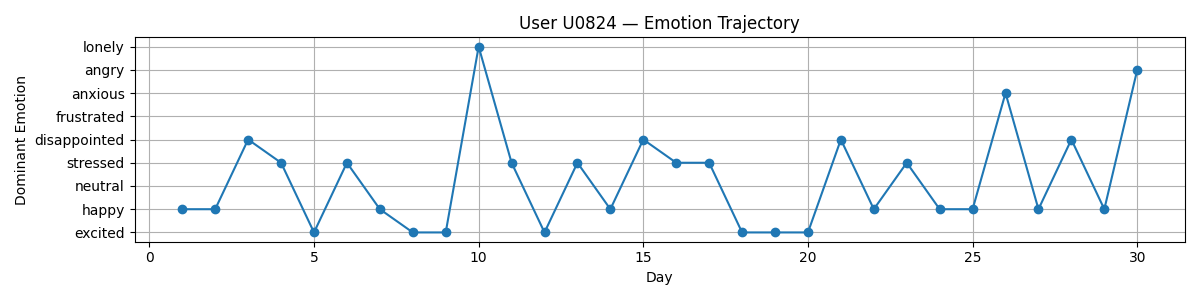 User U0824 — Emotion Trajectory
Dominant Emotion
lonely
angry
anxious
frustrated
disappointed
stressed
neutral
happy
excited
0 5 10 15 20 25 30
Day